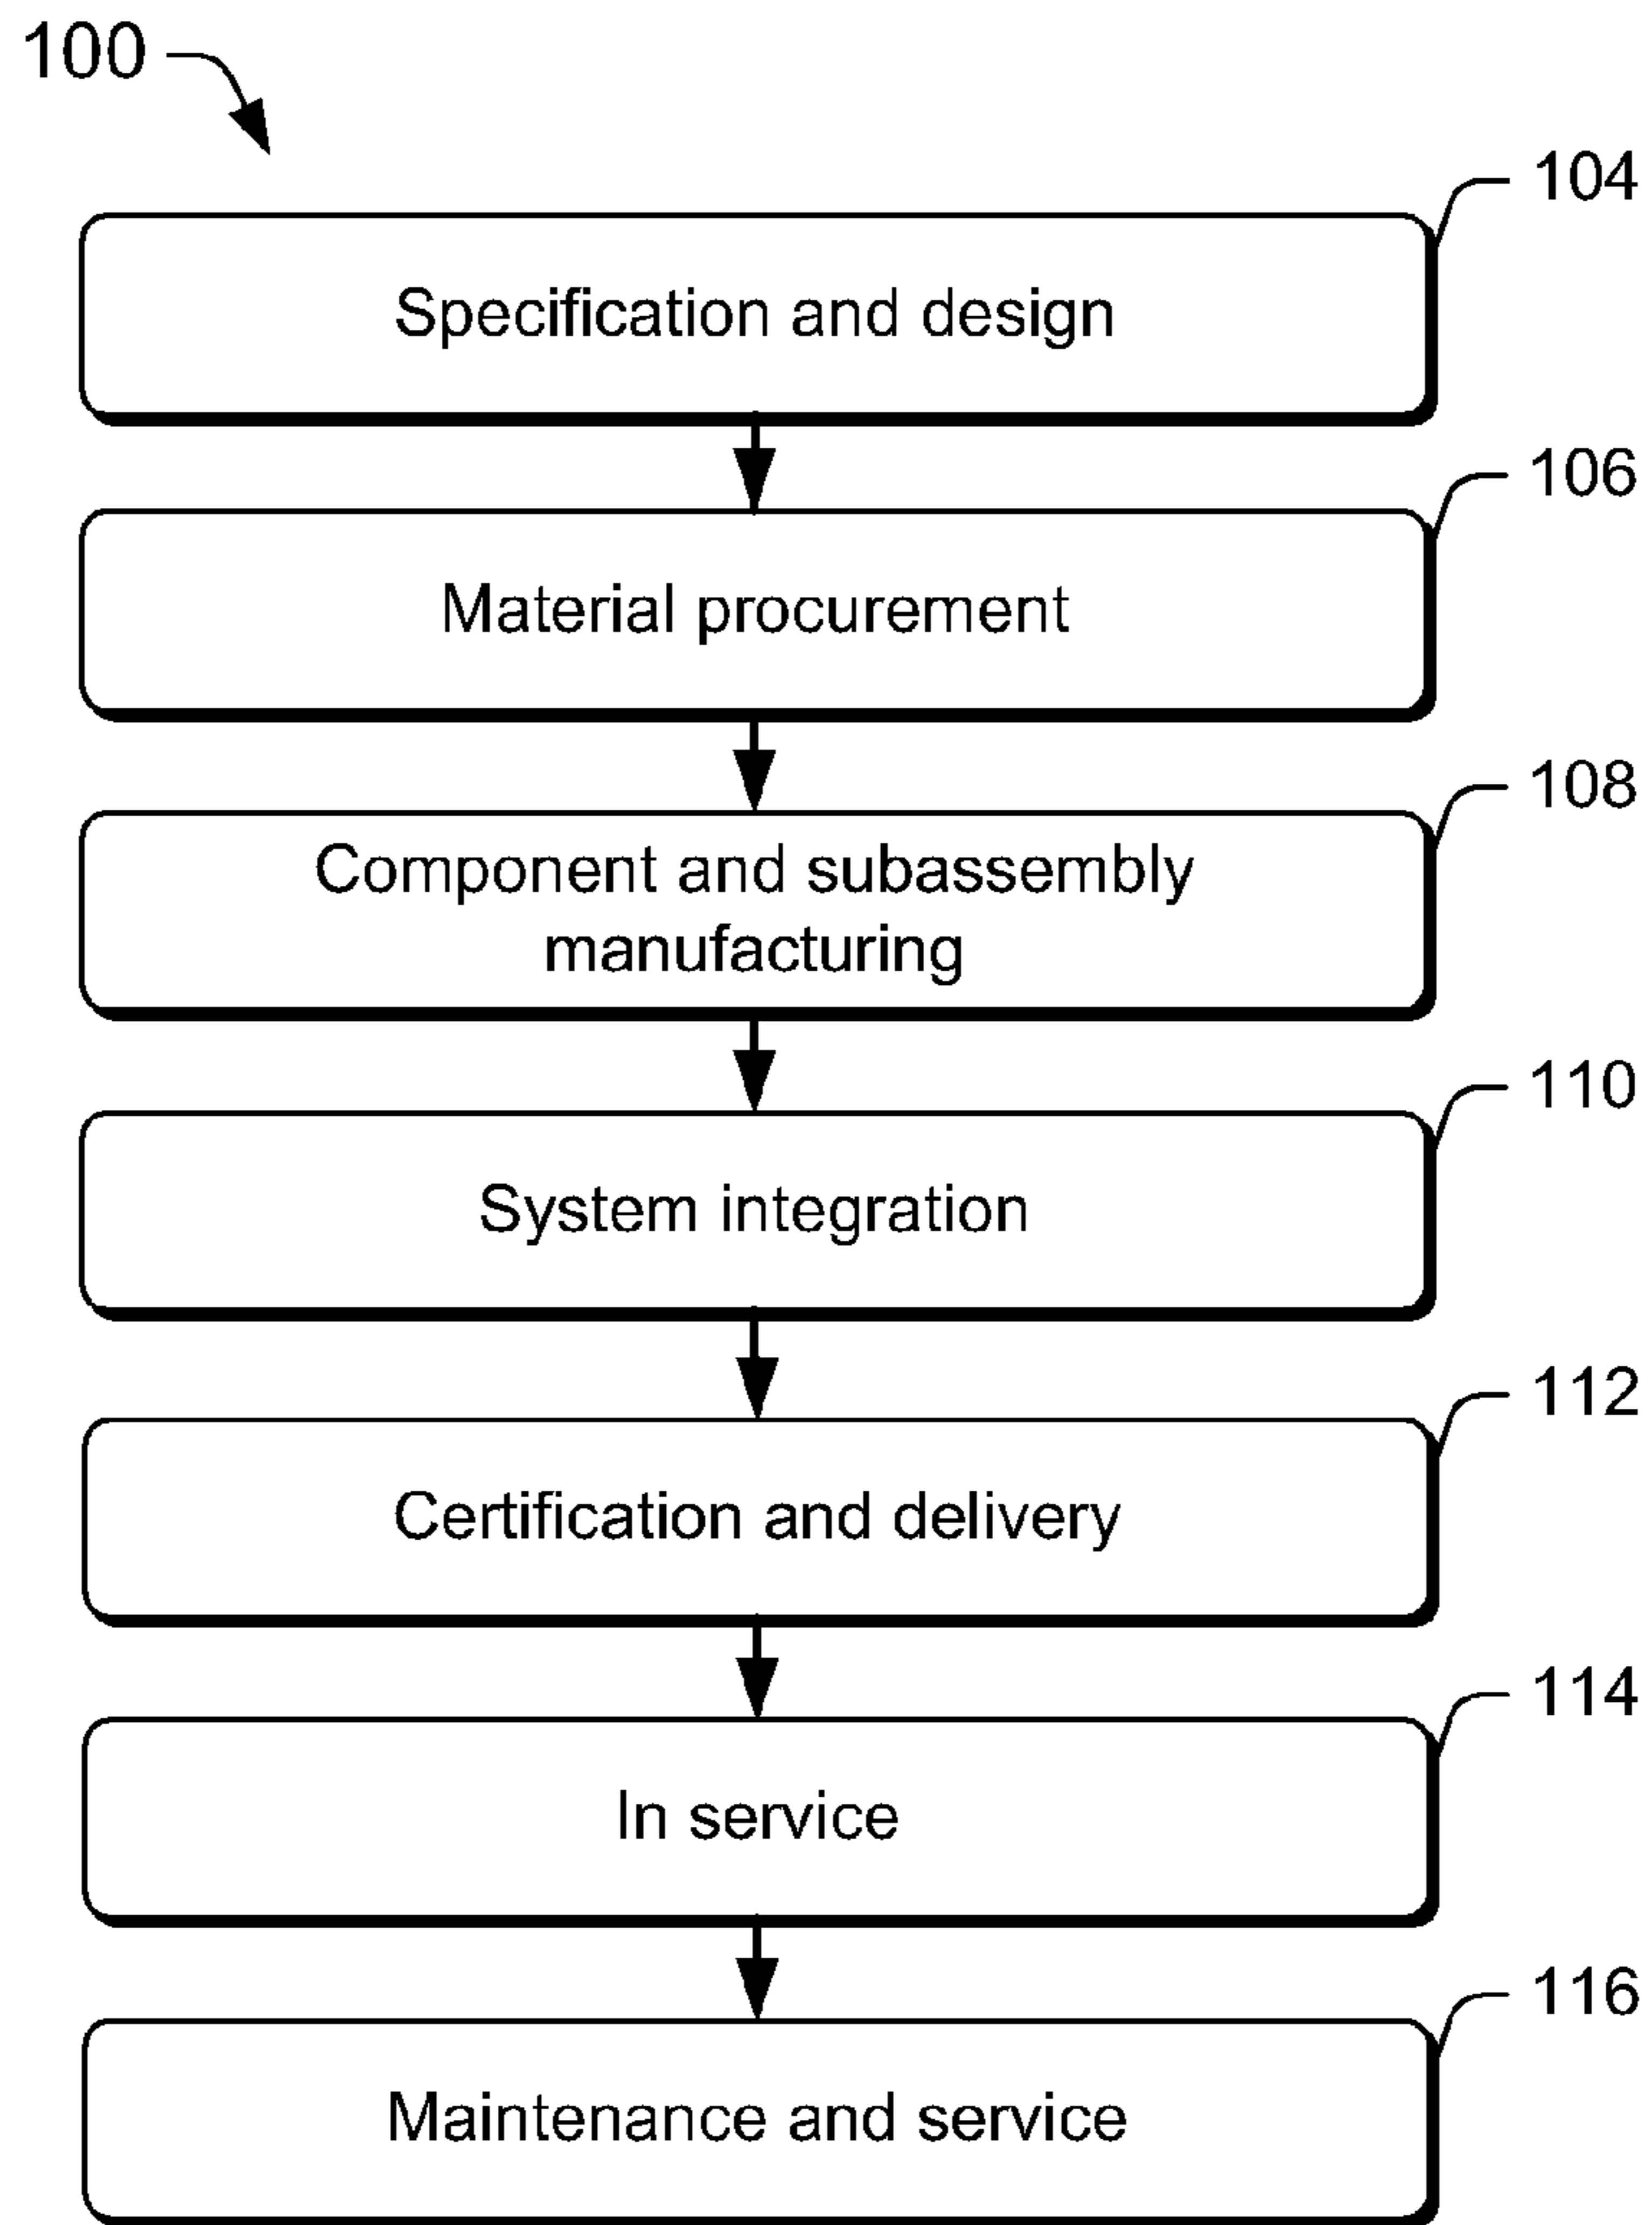 100
104
Specification and design
106
Material procurement
108
Component and subassembly
manufacturing
110
System integration
112
Certification and delivery
114
In service
116
Maintenance and service